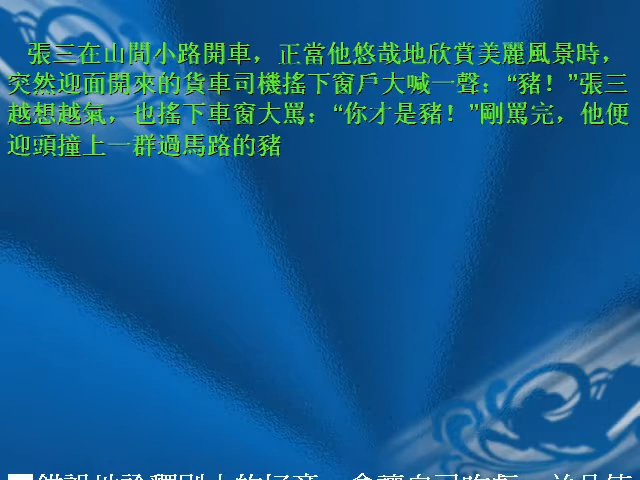 張三在山間小路開車，正當他悠哉地欣賞美麗風景時，
突然迎面開來的貨車司機搖下窗戶大喊一聲：“豬！”張三
越想越氣，也搖下車窗大罵：“你才是豬！”剛罵完，他便
迎頭撞上一群過馬路的豬